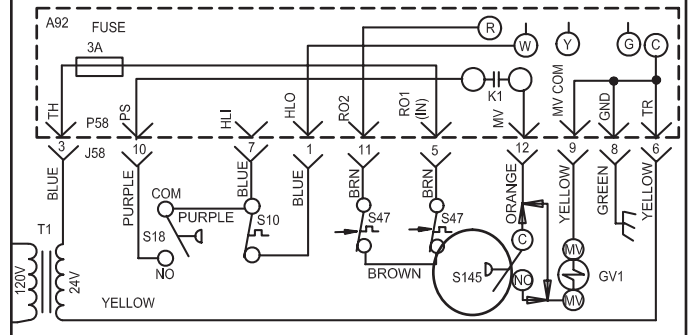 A92 FUSE
3A
R
W
Y
G
C
K1
TH
PS
HLI
HLO
RO2
RO1
(IN)
MV
MV COM
GND
TR
P58
J58
3
10
7
1
11
5
12
9
8
6
BLUE
PURPLE
BLUE
BLUE
BRN
BRN
ORANGE
YELLOW
GREEN
YELLOW
COM
PURPLE
S10
S18
NO
S47
S47
BROWN
S145
C
NO
MV
GV1
MV
T1
120V
24V
YELLOW